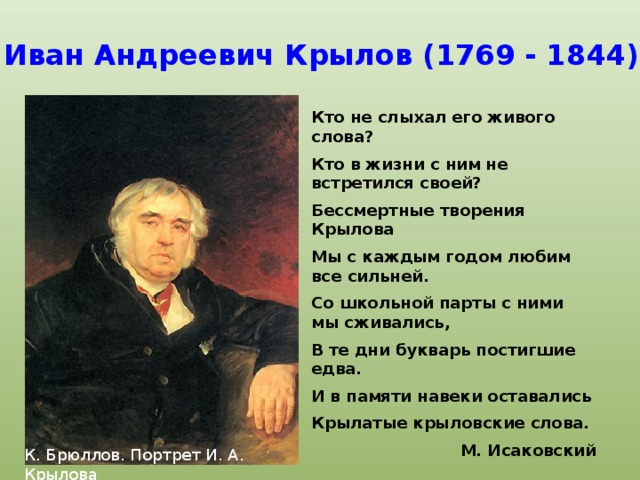 Иван Андреевич Крылов (1769 - 1844)
Кто не слыхал его живого
слова?
Кто в жизни с ним не
встретился своей?
Бессмертные творения
Крылова
Мы с каждым годом любим
все сильней.
Со школьной парты с ними
мы сживались,
В те дни букварь постигшие
едва.
И в памяти навеки оставались
Крылатые крыловские слова.
М. Исаковский
К. Брюллов. Портрет И. А.
Крылова